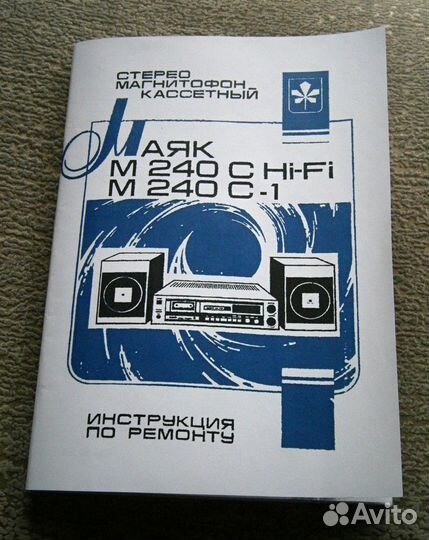 СТЕРЕО
МАГНИТОФОН
КАССЕТНЫЙ
МАЯК
М 240 С Hi-Fi
М 240 С-1
ИНСТРУКЦИЯ
ПО РЕМОНТУ
Avito